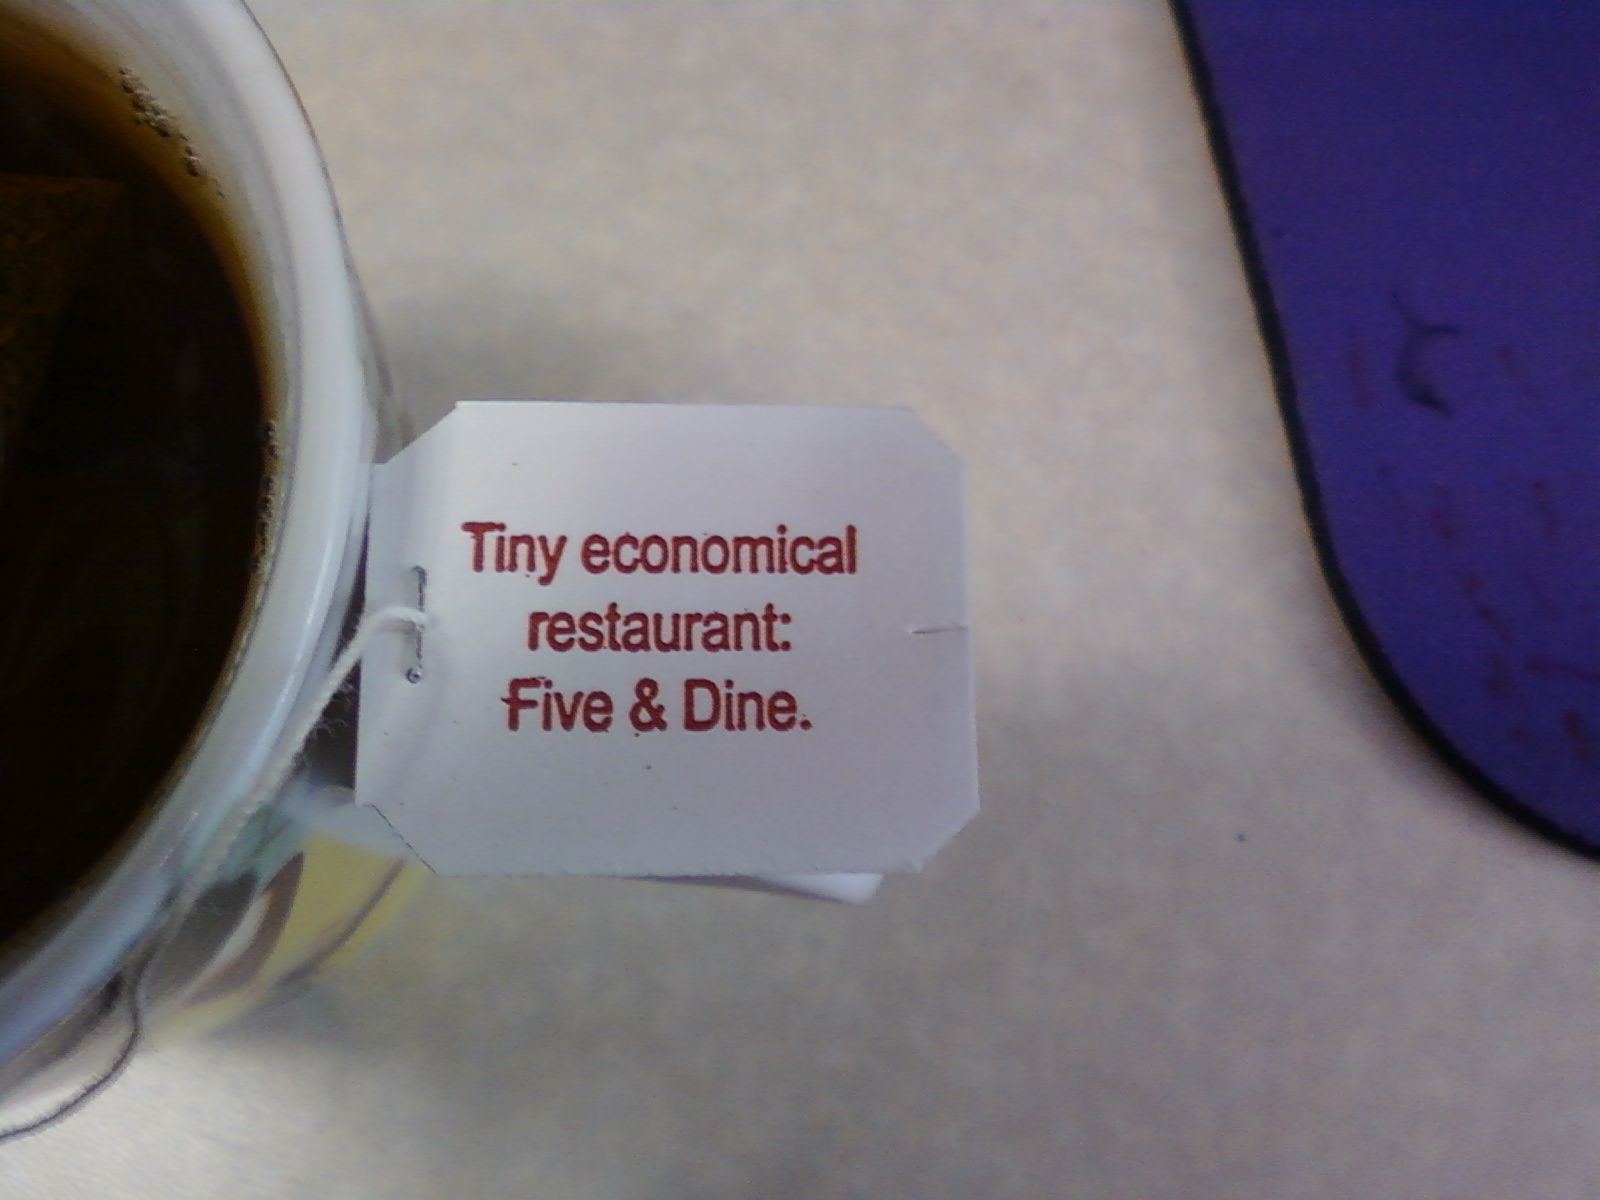 Tiny economical
restaurant:
Five & Dine.